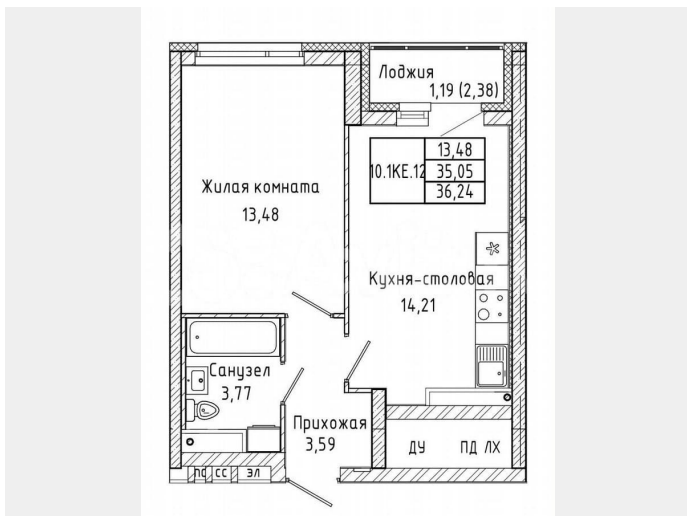 Лоджия
1,19 (2,38)
10.1КЕ.12
13,48
35,05
36,24
Жилая комната
13,48
Кухня-столовая
14,21
Санузел
3,77
Прихожая
3,59
ДУ ПД ЛХ
СС ЭЛ